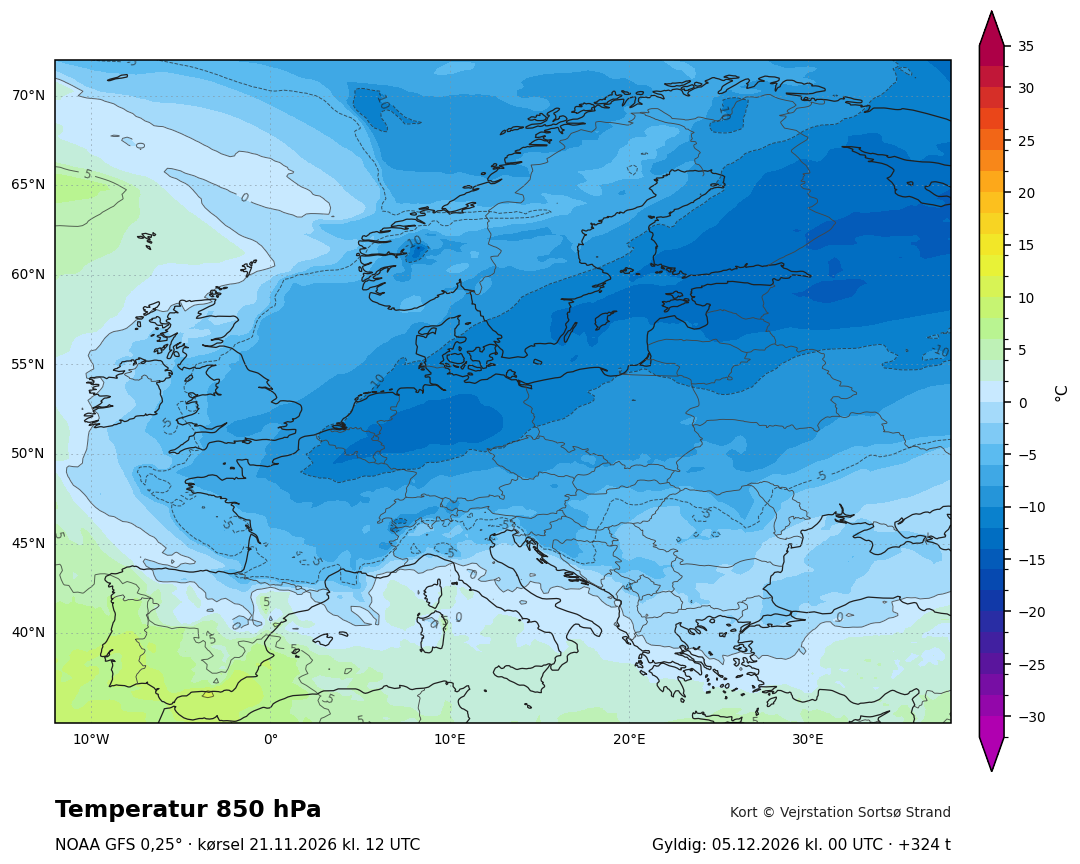 70°N
65°N
60°N
55°N
50°N
45°N
40°N
10°W 0° 10°E 20°E 30°E
35
30
25
20
15
10
5
0
−5
−10
−15
−20
−25
−30
°C
Temperatur 850 hPa
Kort © Vejrstation Sortsø Strand
NOAA GFS 0,25° · kørsel 21.11.2026 kl. 12 UTC
Gyldig: 05.12.2026 kl. 00 UTC · +324 t